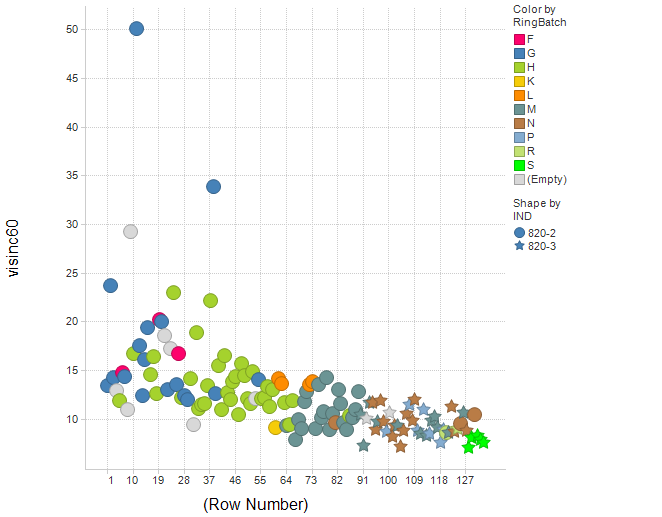 Color by
RingBatch
F
G
H
K
L
M
N
P
R
S
(Empty)
Shape by
IND
820-2
820-3
visinc60
50
45
40
35
30
25
20
15
10
1 10 19 28 37 46 55 64 73 82 91 100 109 118 127
(Row Number)